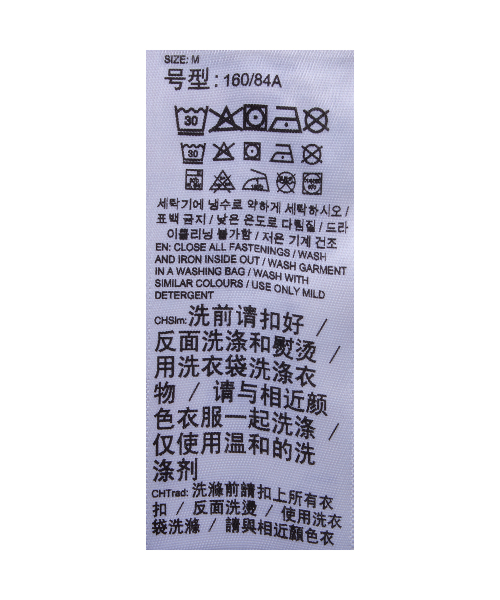 SIZE: M
号型: 160/84A
30
30
세탁기에 냉수로 약하게 세탁하시오 /
표백 금지 / 낮은 온도로 다림질 / 드라
이클리닝 불가함 / 저온 기계 건조
EN: CLOSE ALL FASTENINGS / WASH
AND IRON INSIDE OUT / WASH GARMENT
IN A WASHING BAG / WASH WITH
SIMILAR COLOURS / USE ONLY MILD
DETERGENT
CHSim: 洗前请扣好 /
反面洗涤和熨烫 /
用洗衣袋洗涤衣
物 / 请与相近颜
色衣服一起洗涤 /
仅使用温和的洗
涤剂
CHTrad: 洗滌前請扣上所有衣
扣 / 反面洗燙 / 使用洗衣
袋洗滌 / 請與相近顏色衣